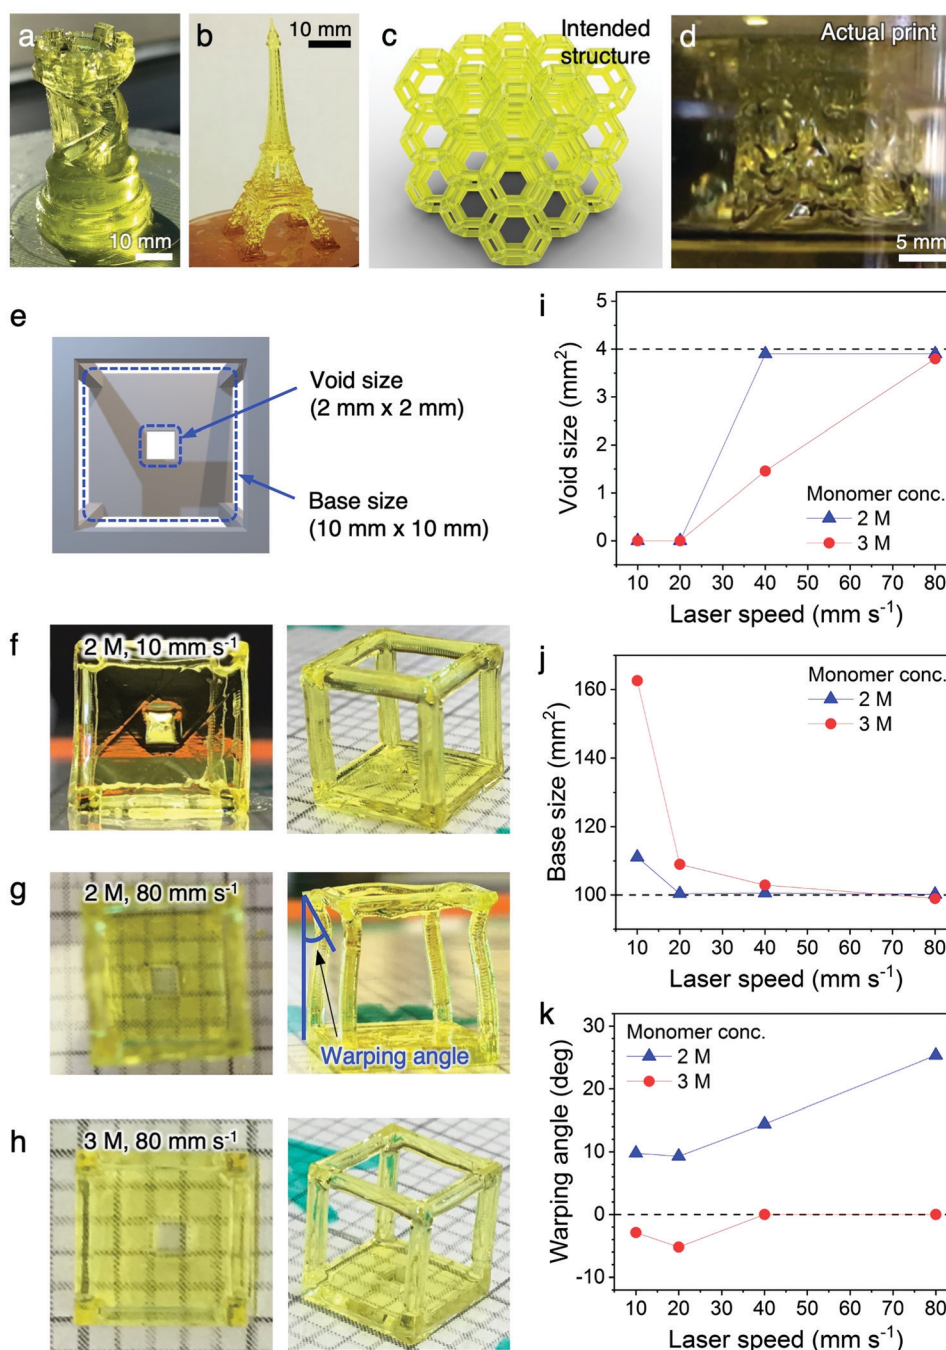 a
10 mm
b
10 mm
c
Intended
structure
d
Actual print
5 mm
e
Void size
(2 mm x 2 mm)
Base size
(10 mm x 10 mm)
f
2 M, 10 mm s⁻¹
g
2 M, 80 mm s⁻¹
Warping angle
h
3 M, 80 mm s⁻¹
i
Void size (mm²)
5
4
3
2
1
0
Monomer conc.
2 M
3 M
10 20 30 40 50 60 70 80
Laser speed (mm s⁻¹)
j
Base size (mm²)
160
140
120
100
Monomer conc.
2 M
3 M
10 20 30 40 50 60 70 80
Laser speed (mm s⁻¹)
k
Warping angle (deg)
30
20
10
0
-10
Monomer conc.
2 M
3 M
10 20 30 40 50 60 70 80
Laser speed (mm s⁻¹)